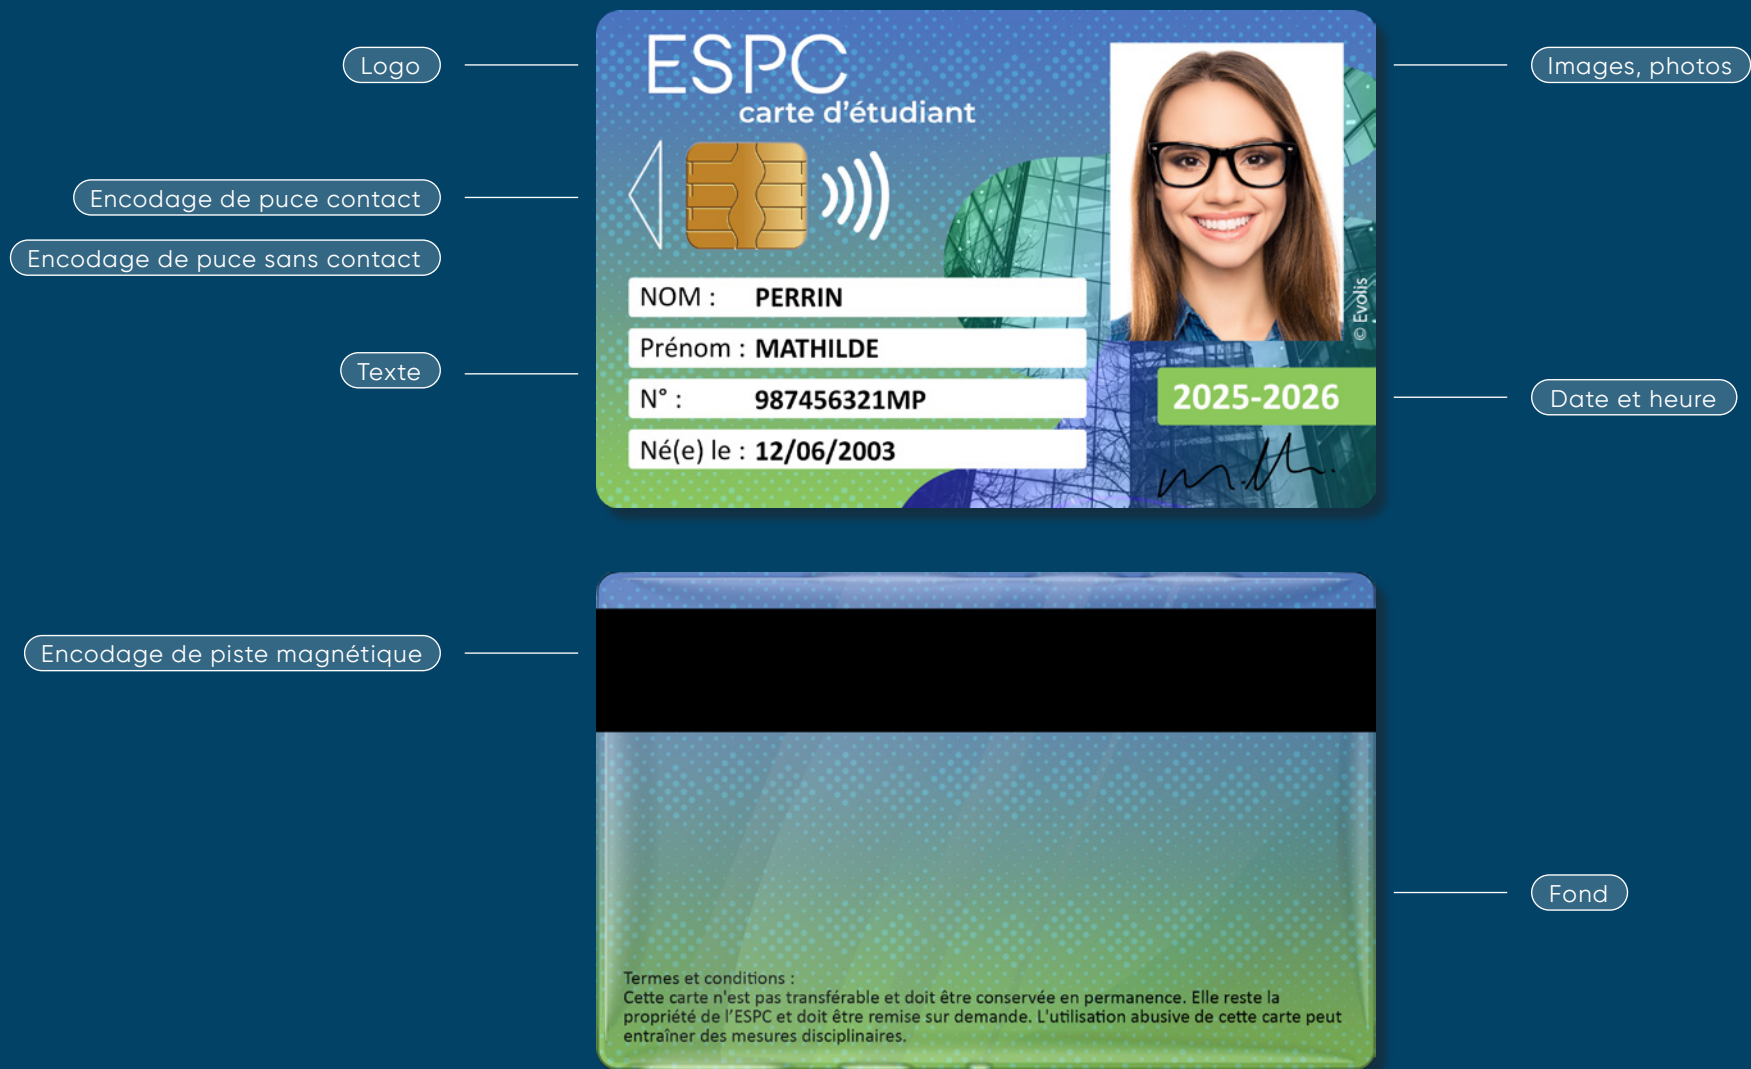 Logo
Encodage de puce contact
Encodage de puce sans contact
Texte
ESPC
carte d'étudiant
NOM : PERRIN
Prénom : MATHILDE
N° : 987456321MP
Né(e) le : 12/06/2003
© Evolis
2025-2026
Images, photos
Date et heure
Encodage de piste magnétique
Termes et conditions :
Cette carte n'est pas transférable et doit être conservée en permanence. Elle reste la
propriété de l'ESPC et doit être remise sur demande. L'utilisation abusive de cette carte peut
entraîner des mesures disciplinaires.
Fond